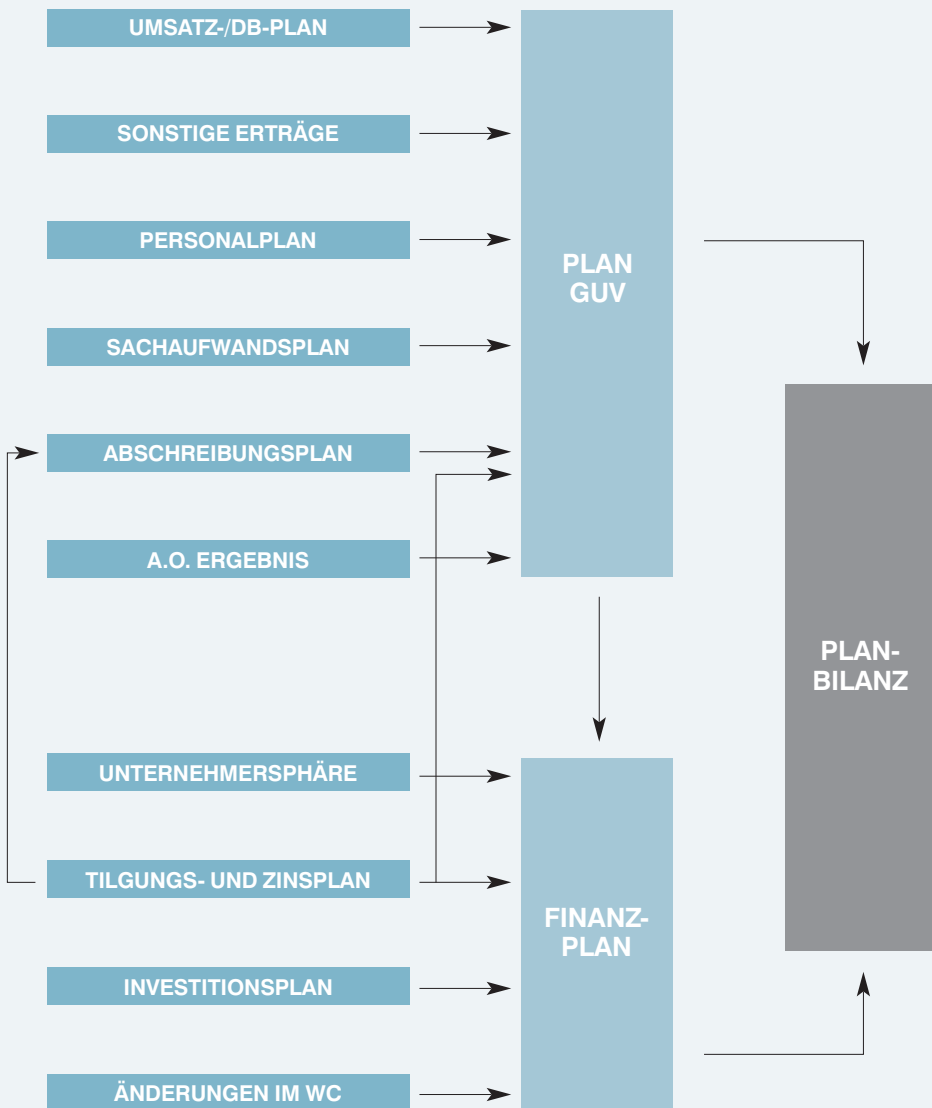 UMSATZ-/DB-PLAN
SONSTIGE ERTRÄGE
PERSONALPLAN
SACHAUFWANDSPLAN
ABSCHREIBUNGSPLAN
A.O. ERGEBNIS
PLAN
GUV
UNTERNEHMERSPHÄRE
TILGUNGS- UND ZINSPLAN
INVESTITIONSPLAN
ÄNDERUNGEN IM WC
FINANZ-
PLAN
PLAN-
BILANZ